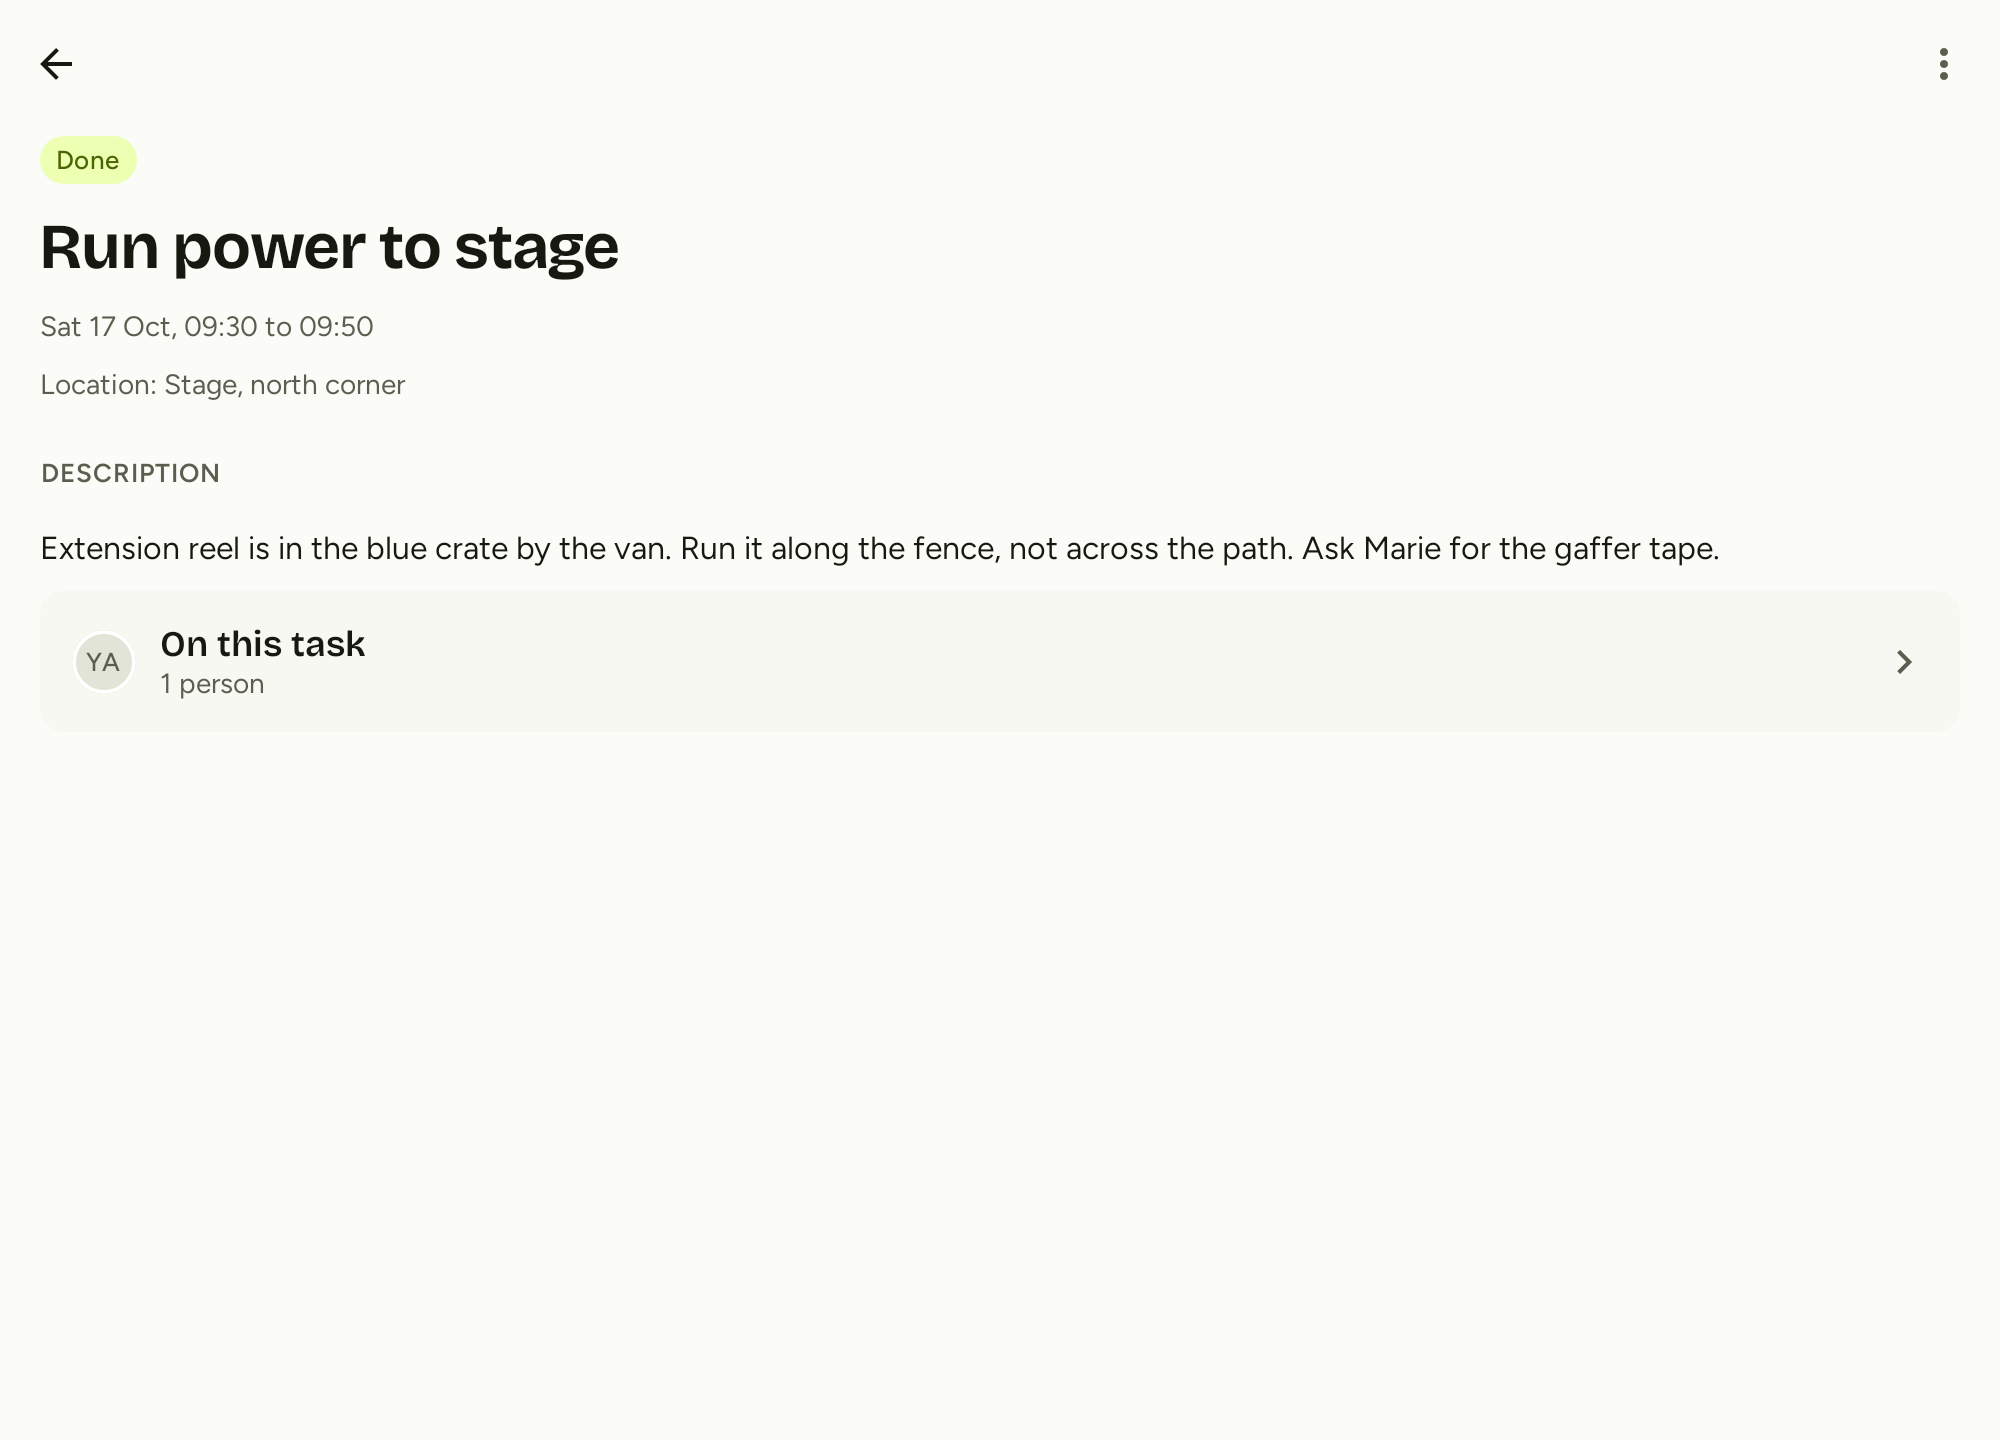 Done
Run power to stage
Sat 17 Oct, 09:30 to 09:50
Location: Stage, north corner
DESCRIPTION
Extension reel is in the blue crate by the van. Run it along the fence, not across the path. Ask Marie for the gaffer tape.
YA
On this task
1 person